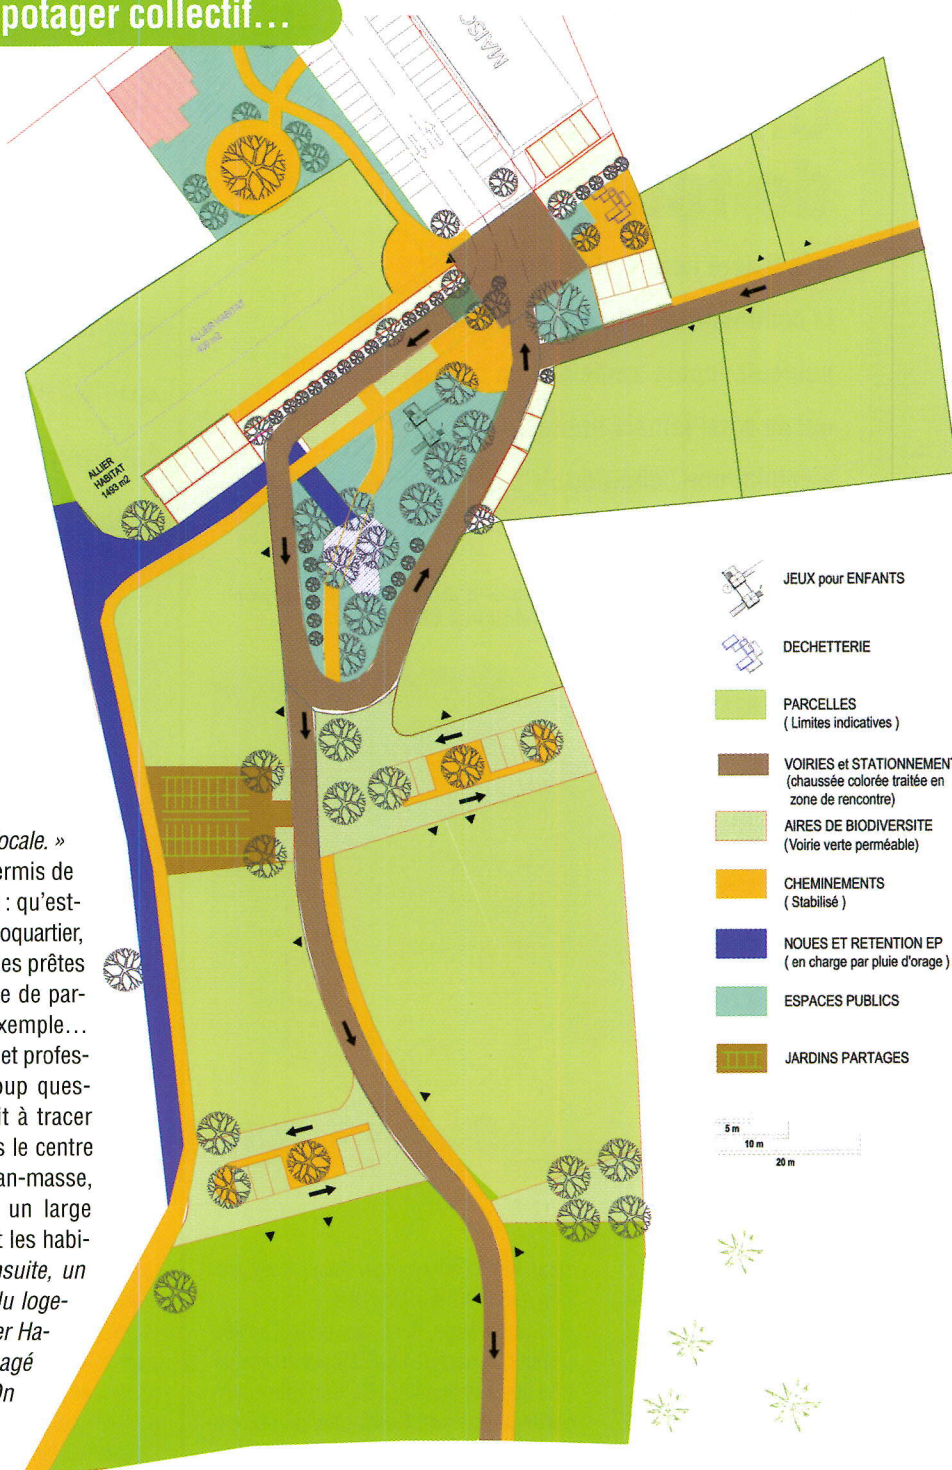 potager collectif…
MAISO
ALLIER HABITAT
ALLIER
HABITAT
1493 m2
JEUX pour ENFANTS
DECHETTERIE
PARCELLES
( Limites indicatives )
VOIRIES et STATIONNEMENT
(chaussée colorée traitée en
zone de rencontre)
AIRES DE BIODIVERSITE
(Voirie verte perméable)
CHEMINEMENTS
( Stabilisé )
NOUES ET RETENTION EP
( en charge par pluie d'orage )
ESPACES PUBLICS
JARDINS PARTAGES
5 m
10 m
20 m
ocale. »
ermis de
: qu'est-
oquartier,
es prêtes
e de par-
xemple…
et profes-
oup ques-
it à tracer
s le centre
an-masse,
un large
t les habi-
nsuite, un
du loge-
er Ha-
agé
On